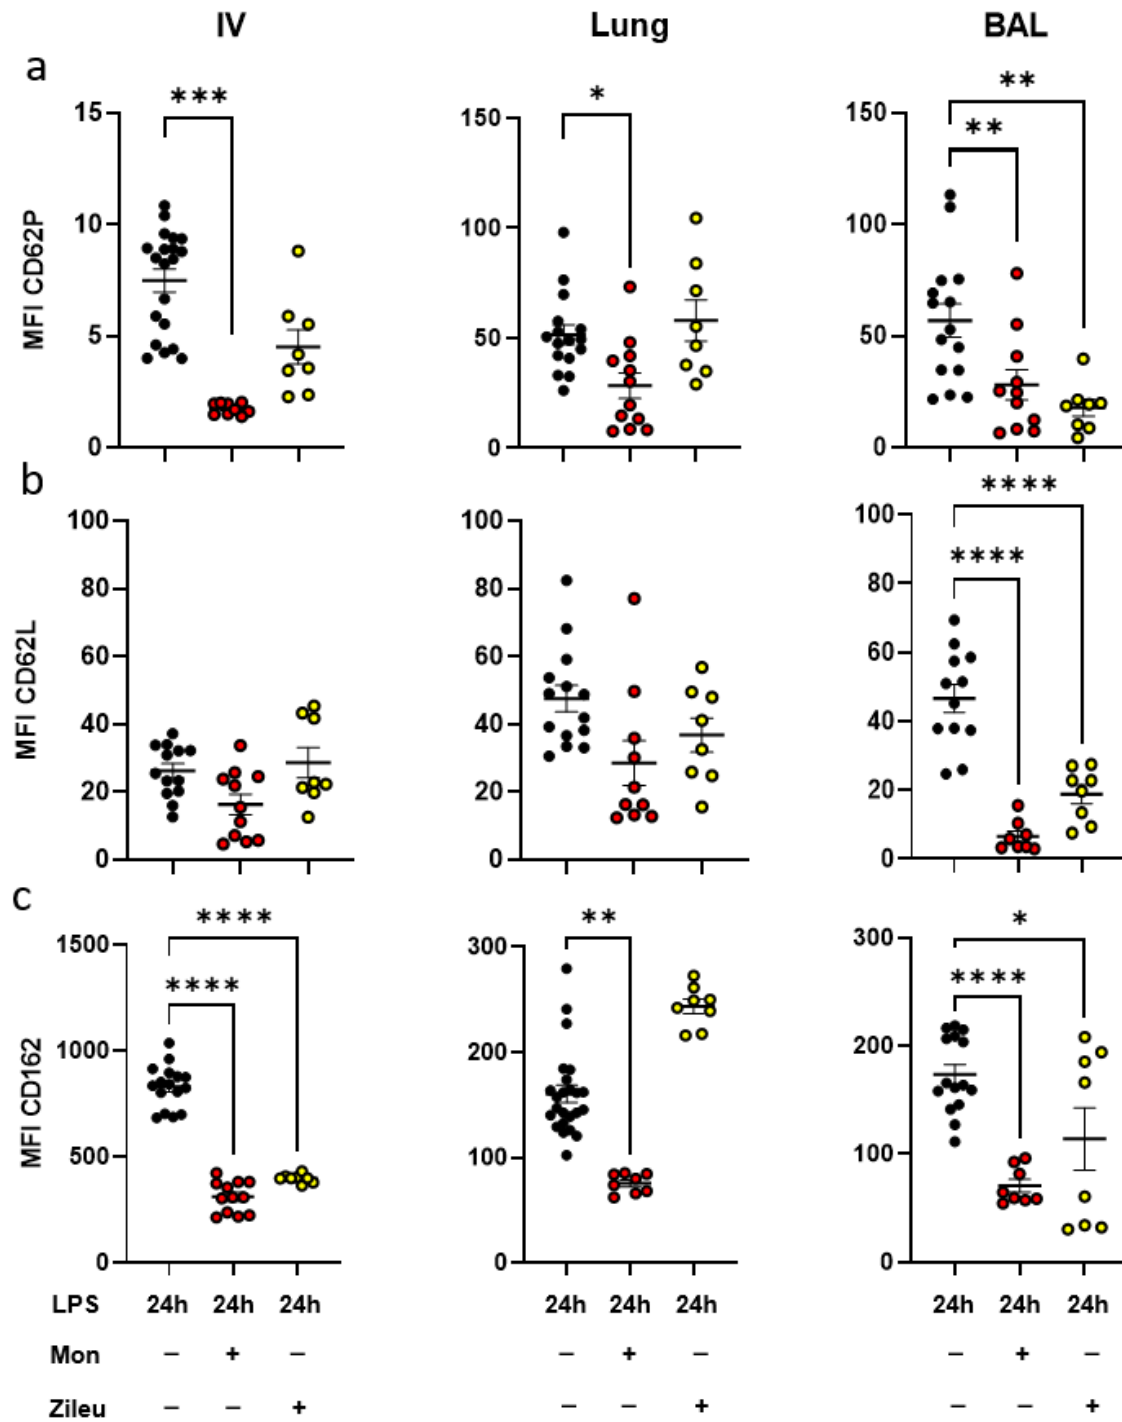 IV Lung BAL
a
*** * ** **
MFI CD62P
15 10 5 0
150 100 50 0
150 100 50 0
b
**** ****
MFI CD62L
100 80 60 40 20 0
100 80 60 40 20 0
100 80 60 40 20 0
c
**** **** ** * ****
MFI CD162
1500 1000 500 0
300 200 100 0
300 200 100 0
LPS 24h 24h 24h 24h 24h 24h 24h 24h 24h
Mon – + – – + – – + –
Zileu – – + – – + – – +